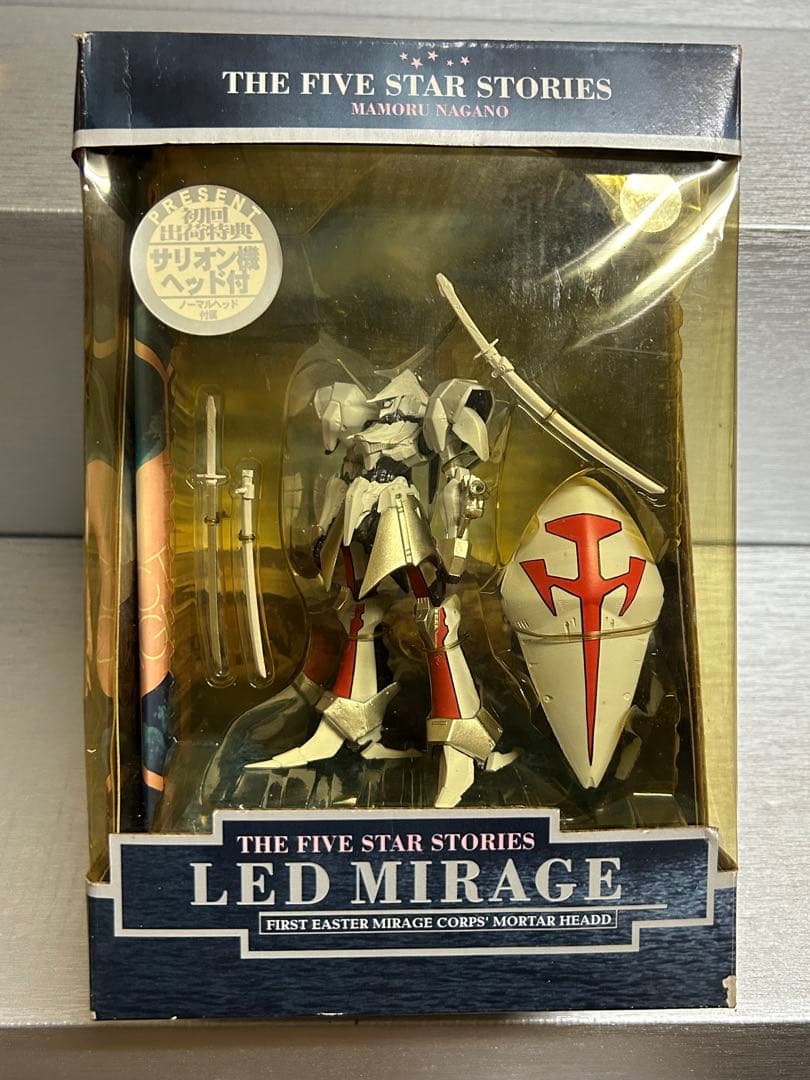 THE FIVE STAR STORIES
MAMORU NAGANO
PRESENT
初回
出荷特典
サリオン機
ヘッド付
ノーマルヘッド
付属
THE FIVE STAR STORIES
LED MIRAGE
FIRST EASTER MIRAGE CORPS' MORTAR HEADD
1